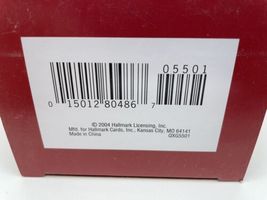 05501
0 15012 80486 7
© 2004 Hallmark Licensing, Inc.
Mfd. for Hallmark Cards, Inc., Kansas City, MO 64141
Made in China
QXG5501